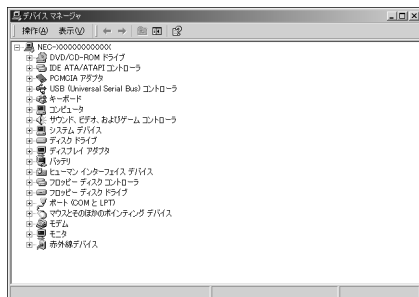 デバイス マネージャ
操作(A) 表示(V)
NEC-XXXXXXXXXXXX
DVD/CD-ROM ドライブ
IDE ATA/ATAPI コントローラ
PCMCIA アダプタ
USB (Universal Serial Bus) コントローラ
キーボード
コンピュータ
サウンド、ビデオ、およびゲーム コントローラ
システム デバイス
ディスク ドライブ
ディスプレイ アダプタ
バッテリ
ヒューマン インターフェイス デバイス
フロッピー ディスク コントローラ
フロッピー ディスク ドライブ
ポート (COM と LPT)
マウスとそのほかのポインティング デバイス
モデム
モニタ
赤外線デバイス